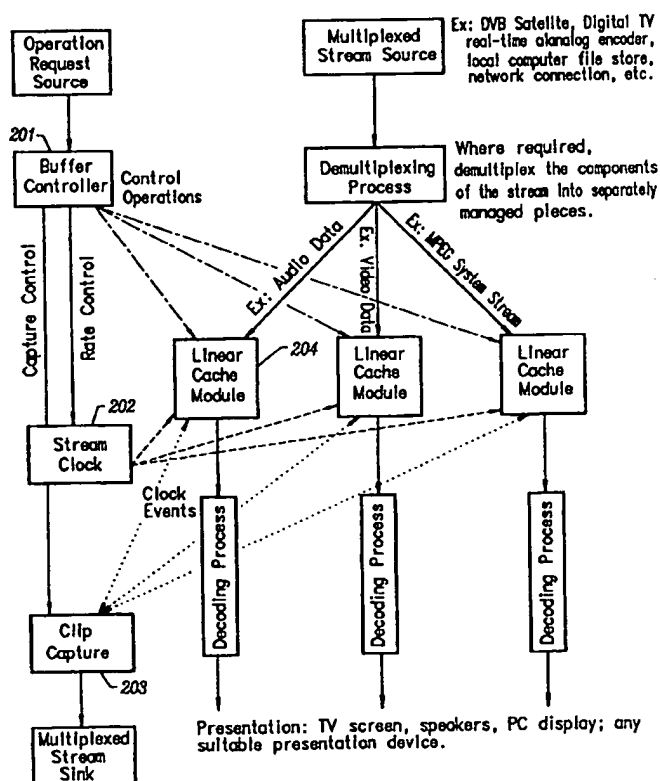 Operation
Request
Source
Multiplexed
Stream Source
Ex: DVB Satellite, Digital TV
real-time akanalog encoder,
local computer file store,
network connection, etc.
201
Buffer
Controller
Control
Operations
Demultiplexing
Process
Where required,
demultiplex the components
of the stream into separately
managed pieces.
Capture Control
Rate Control
Ex: Audio Data
Ex. Video Data
Ex: MPEG System Stream
Linear
Cache
Module
204
Linear
Cache
Module
Linear
Cache
Module
202
Stream
Clock
Clock
Events
Decoding Process
Decoding Process
Decoding Process
Clip
Capture
203
Multiplexed
Stream
Sink
Presentation: TV screen, speakers, PC display; any
suitable presentation device.